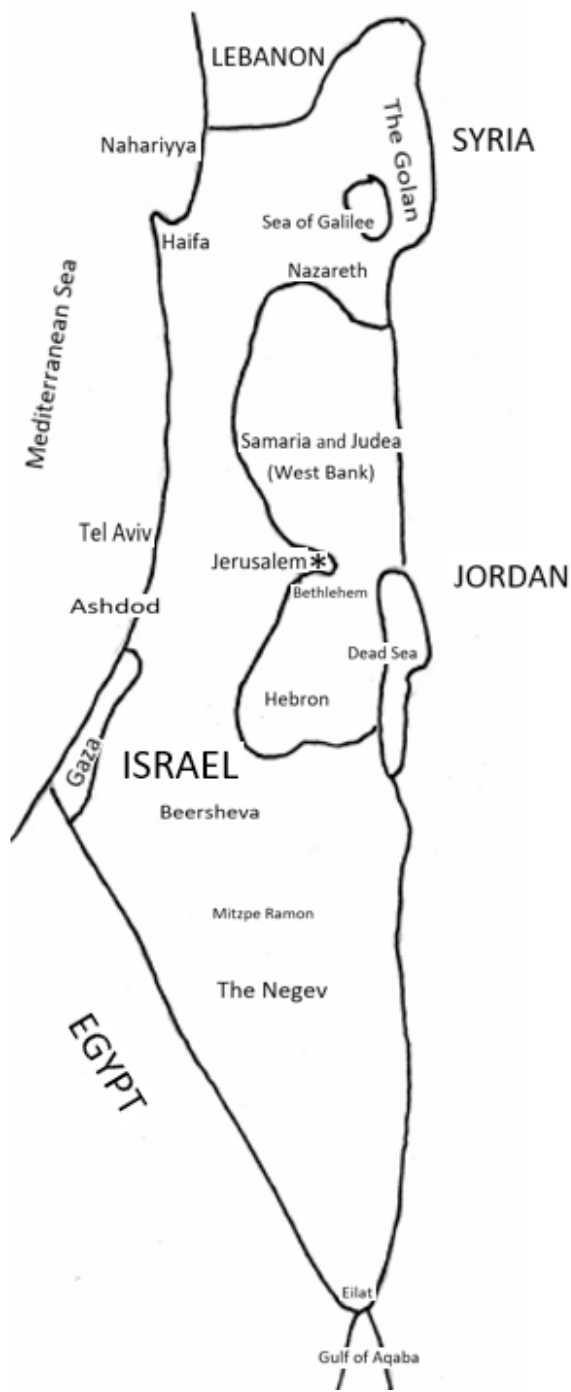 LEBANON
The Golan
SYRIA
Nahariyya
Sea of Galilee
Haifa
Nazareth
Mediterranean Sea
Samaria and Judea
(West Bank)
Tel Aviv
Jerusalem *
JORDAN
Bethlehem
Ashdod
Dead Sea
Hebron
Gaza
ISRAEL
Beersheva
Mitzpe Ramon
The Negev
EGYPT
Eilat
Gulf of Aqaba